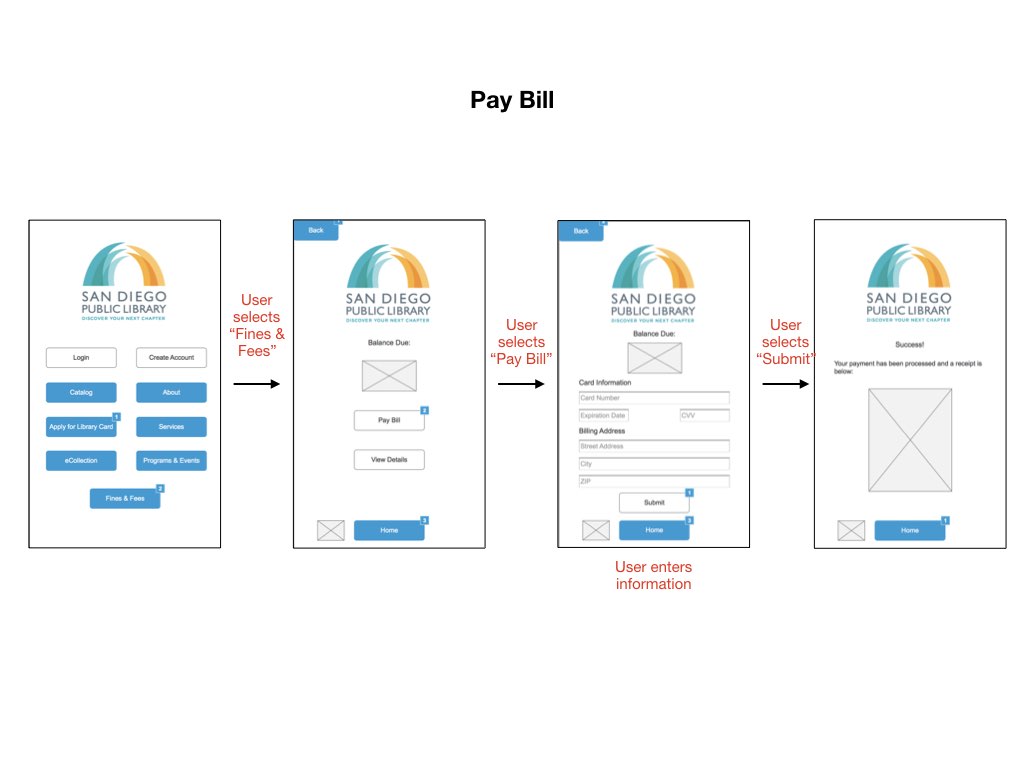 Pay Bill
SAN DIEGO
PUBLIC LIBRARY
DISCOVER YOUR NEXT CHAPTER
Login
Create Account
Catalog
About
Apply for Library Card
1
Services
eCollection
Programs & Events
Fines & Fees
2
User
selects
“Fines &
Fees”
Back
SAN DIEGO
PUBLIC LIBRARY
DISCOVER YOUR NEXT CHAPTER
Balance Due:
Pay Bill
2
View Details
Home
3
User
selects
“Pay Bill”
Back
SAN DIEGO
PUBLIC LIBRARY
DISCOVER YOUR NEXT CHAPTER
Balance Due:
Card Information
Card Number
Expiration Date
CVV
Billing Address
Street Address
City
ZIP
Submit
1
Home
3
User enters
information
User
selects
“Submit”
SAN DIEGO
PUBLIC LIBRARY
DISCOVER YOUR NEXT CHAPTER
Success!
Your payment has been processed and a receipt is
below:
Home
1